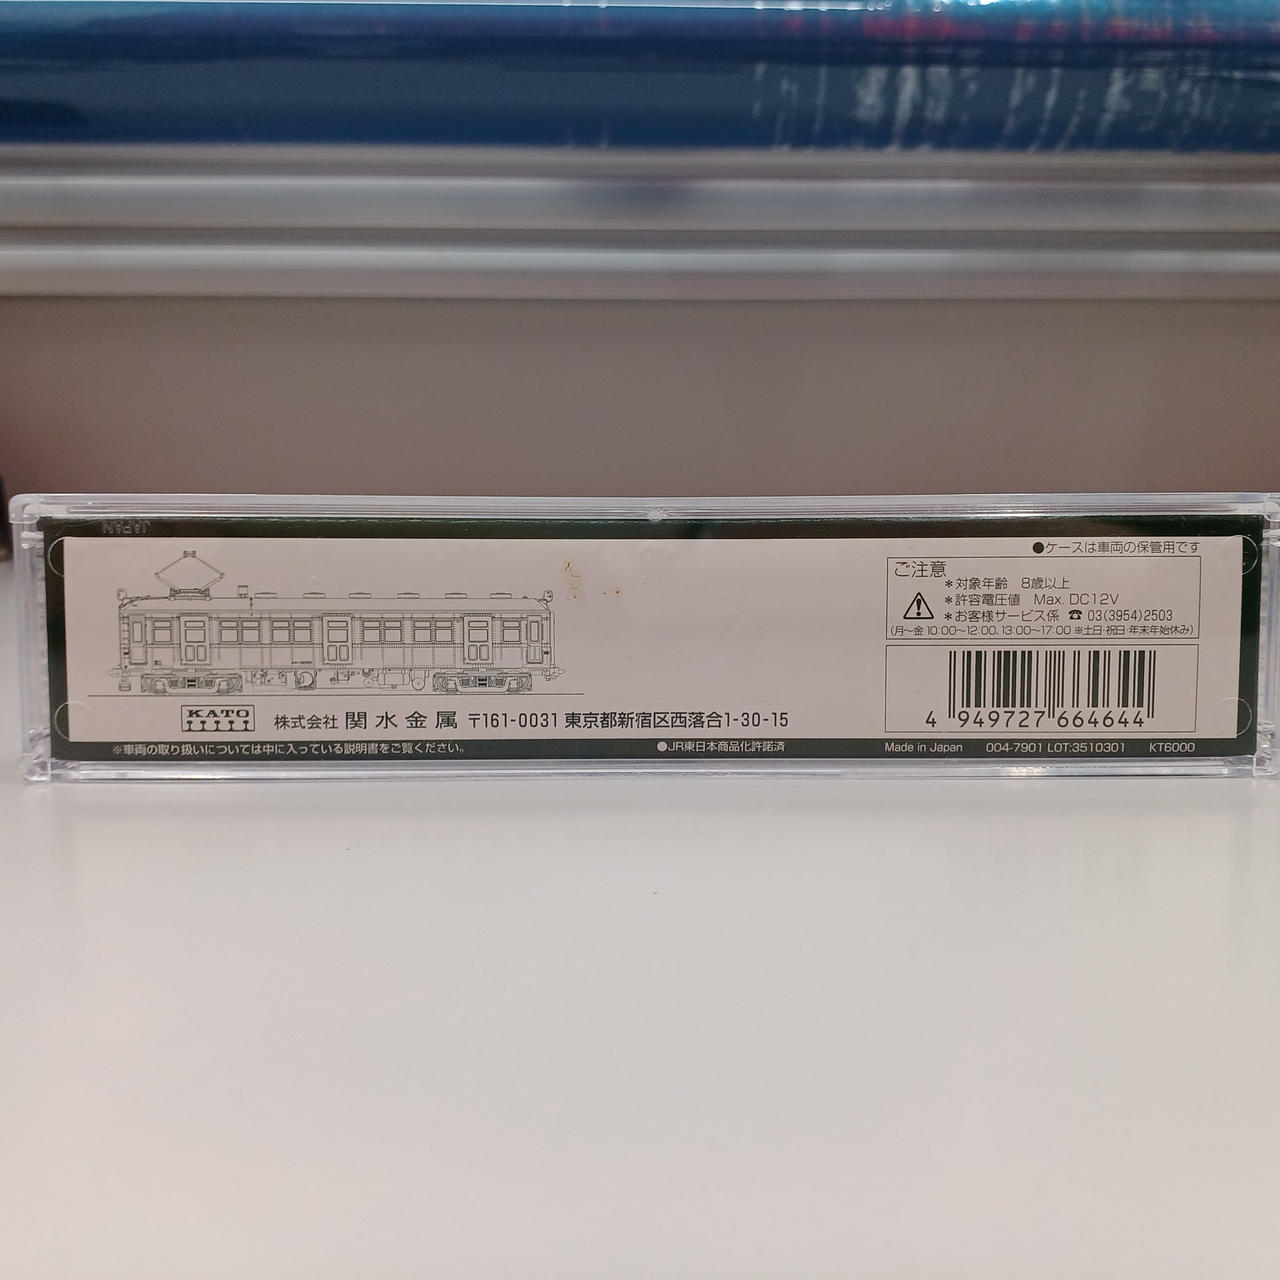 JAPAN
●ケースは車両の保管用です
ご注意
＊対象年齢 8歳以上
＊許容電圧値 Max. DC12V
＊お客様サービス係 ☎ 03(3954)2503
(月～金 10:00～12:00、13:00～17:00 ※土日・祝日・年末年始休み)
KATO
株式会社 関水金属 〒161-0031 東京都新宿区西落合1-30-15
4 949727 664644
※車両の取り扱いについては中に入っている説明書をご覧ください。
●JR東日本商品化許諾済
Made in Japan 004-7901 LOT:3510301 KT6000